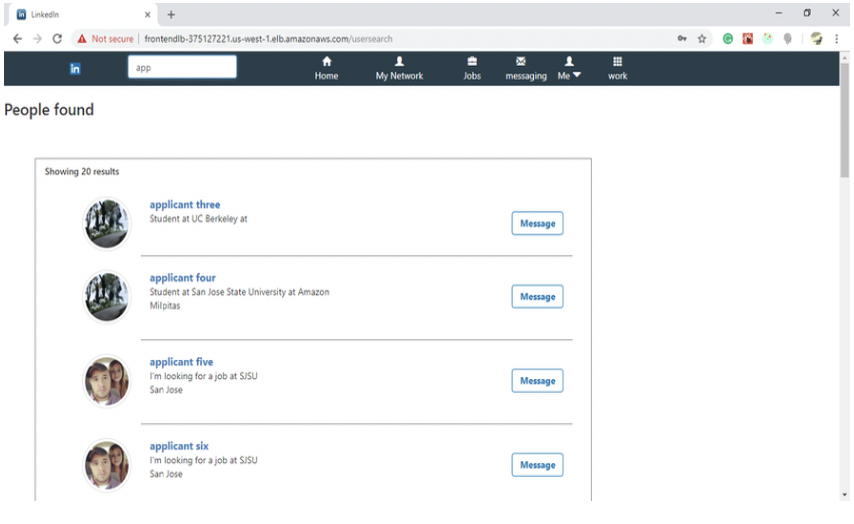 LinkedIn
Not secure | frontendlb-375127221.us-west-1.elb.amazonaws.com/usersearch
in
app
Home
My Network
Jobs
messaging
Me
work
People found
Showing 20 results
applicant three
Student at UC Berkeley at
Message
applicant four
Student at San Jose State University at Amazon
Milpitas
Message
applicant five
I'm looking for a job at SJSU
San Jose
Message
applicant six
I'm looking for a job at SJSU
San Jose
Message